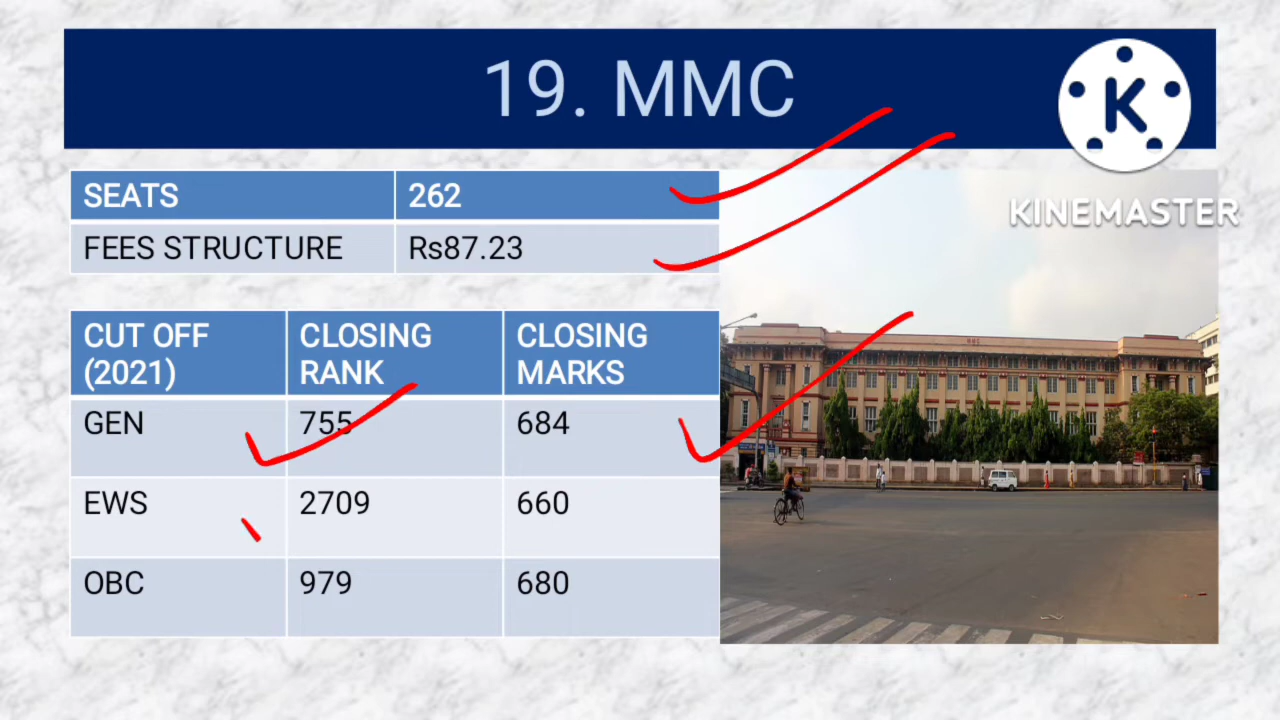 19. MMC
K
KINEMASTER
SEATS 262
FEES STRUCTURE Rs87.23
CUT OFF (2021) CLOSING RANK CLOSING MARKS
GEN 755 684
EWS 2709 660
OBC 979 680